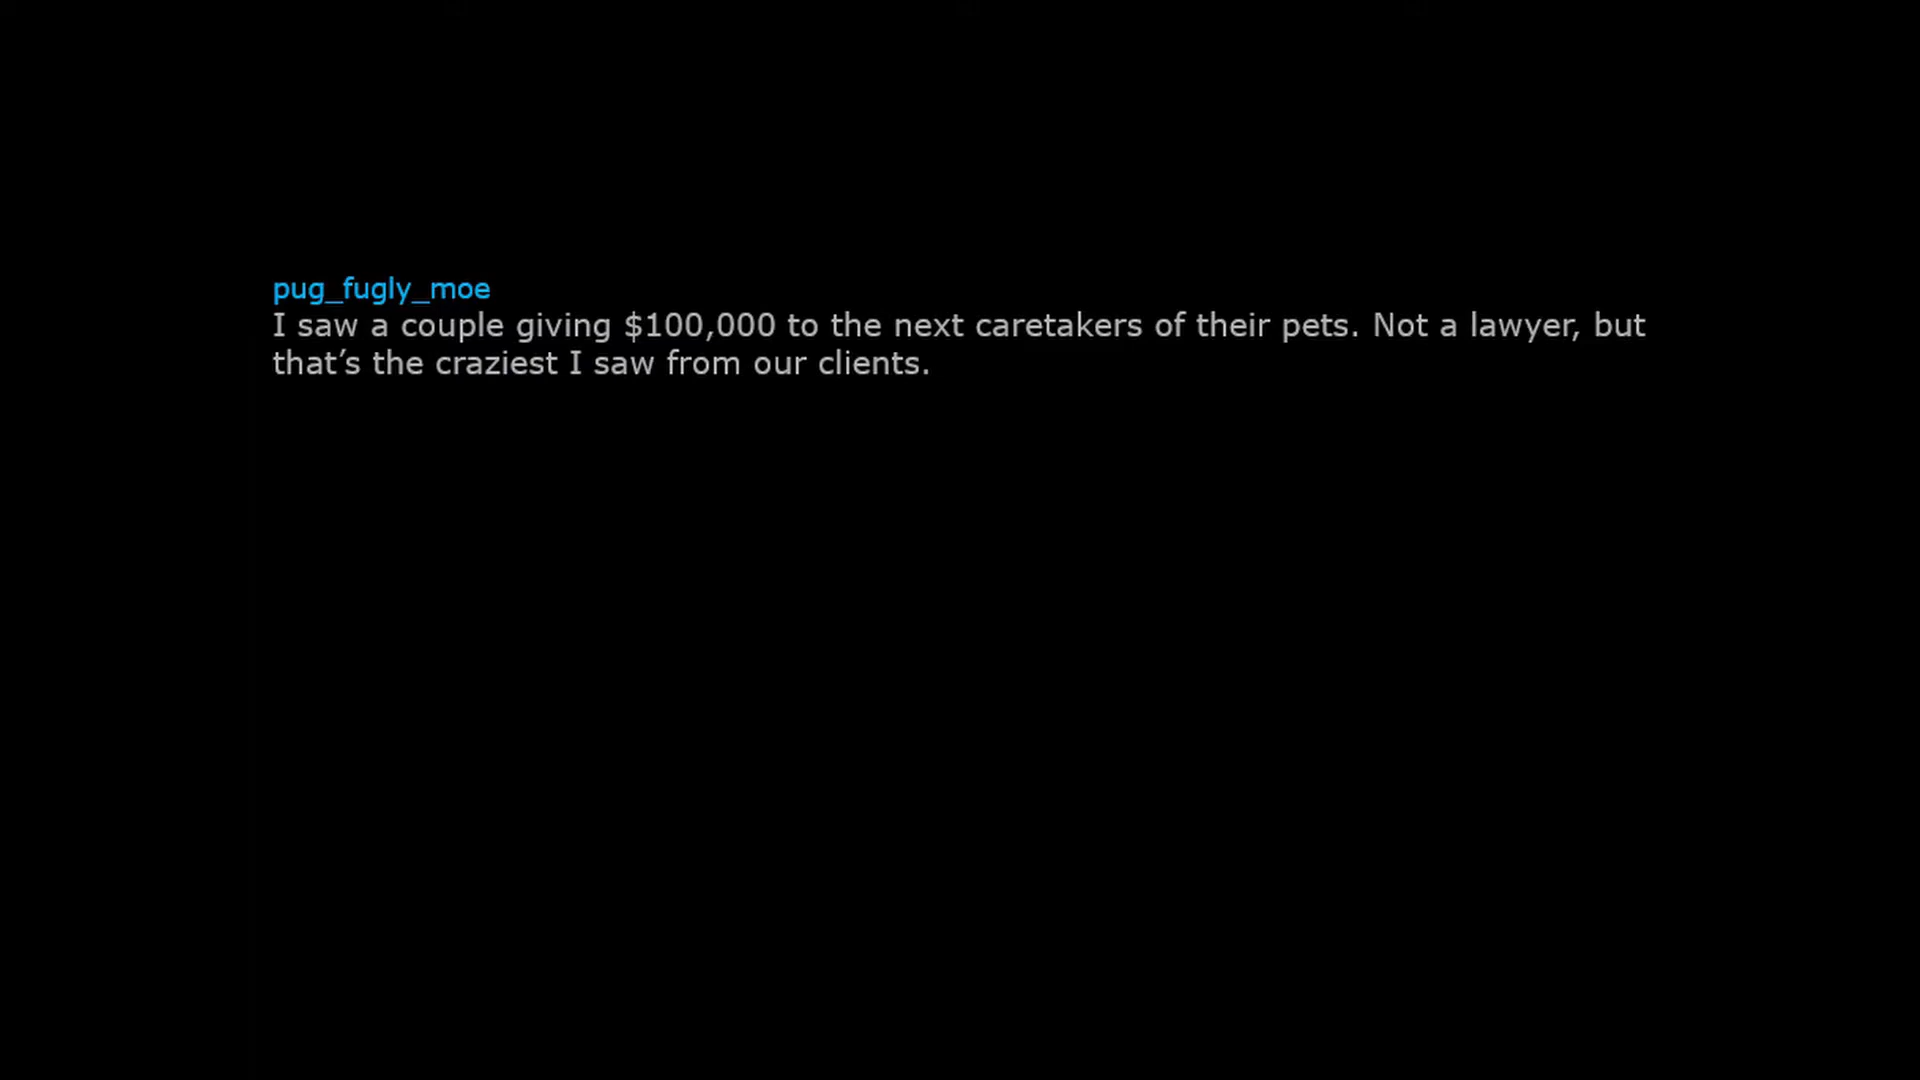 pug_fugly_moe
I saw a couple giving $100,000 to the next caretakers of their pets. Not a lawyer, but
that’s the craziest I saw from our clients.